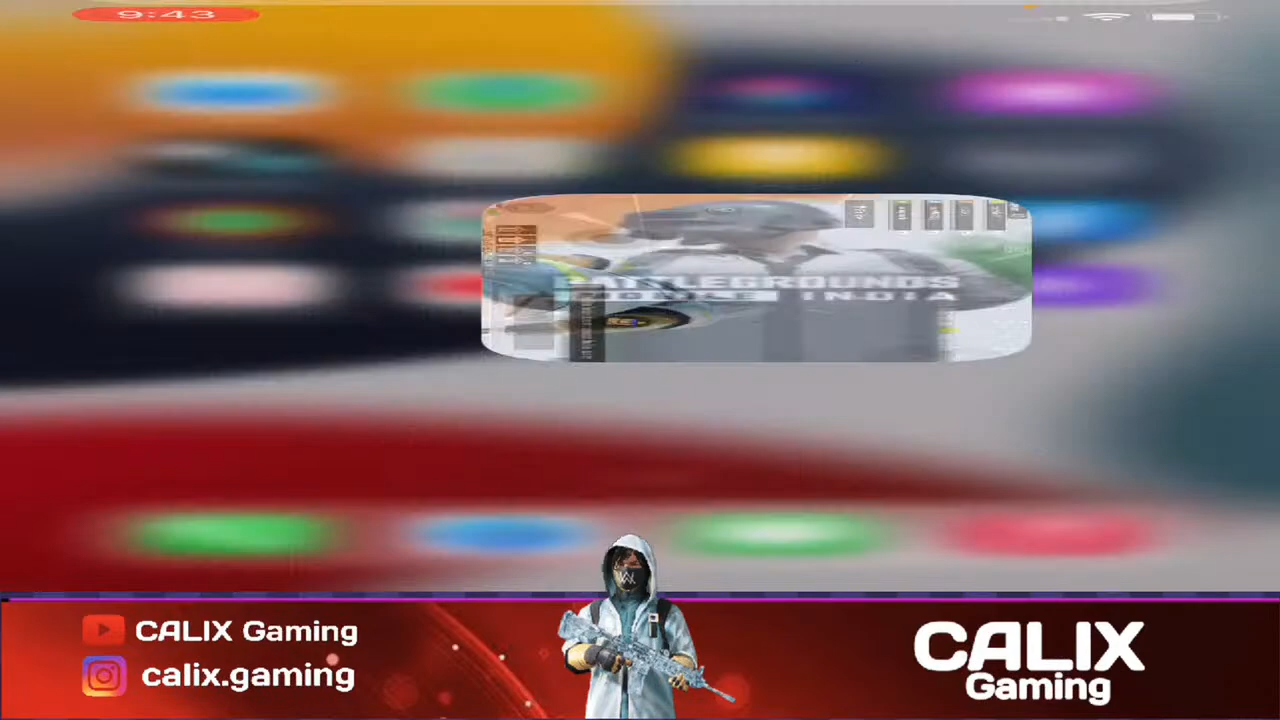 9:43
BATTLEGROUNDS
MOBILE INDIA
CALIX Gaming
calix.gaming
CALIX
Gaming